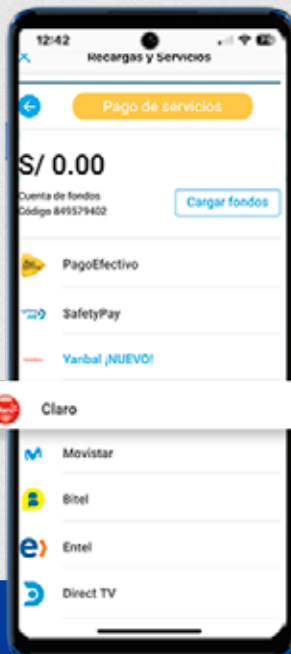 12:42
Recargas y Servicios
Pago de servicios
S/ 0.00
Cuenta de fondos
Código 849579402
Cargar fondos
PagoEfectivo
SafetyPay
Yanbal ¡NUEVO!
Claro
Movistar
Bitel
Entel
Direct TV